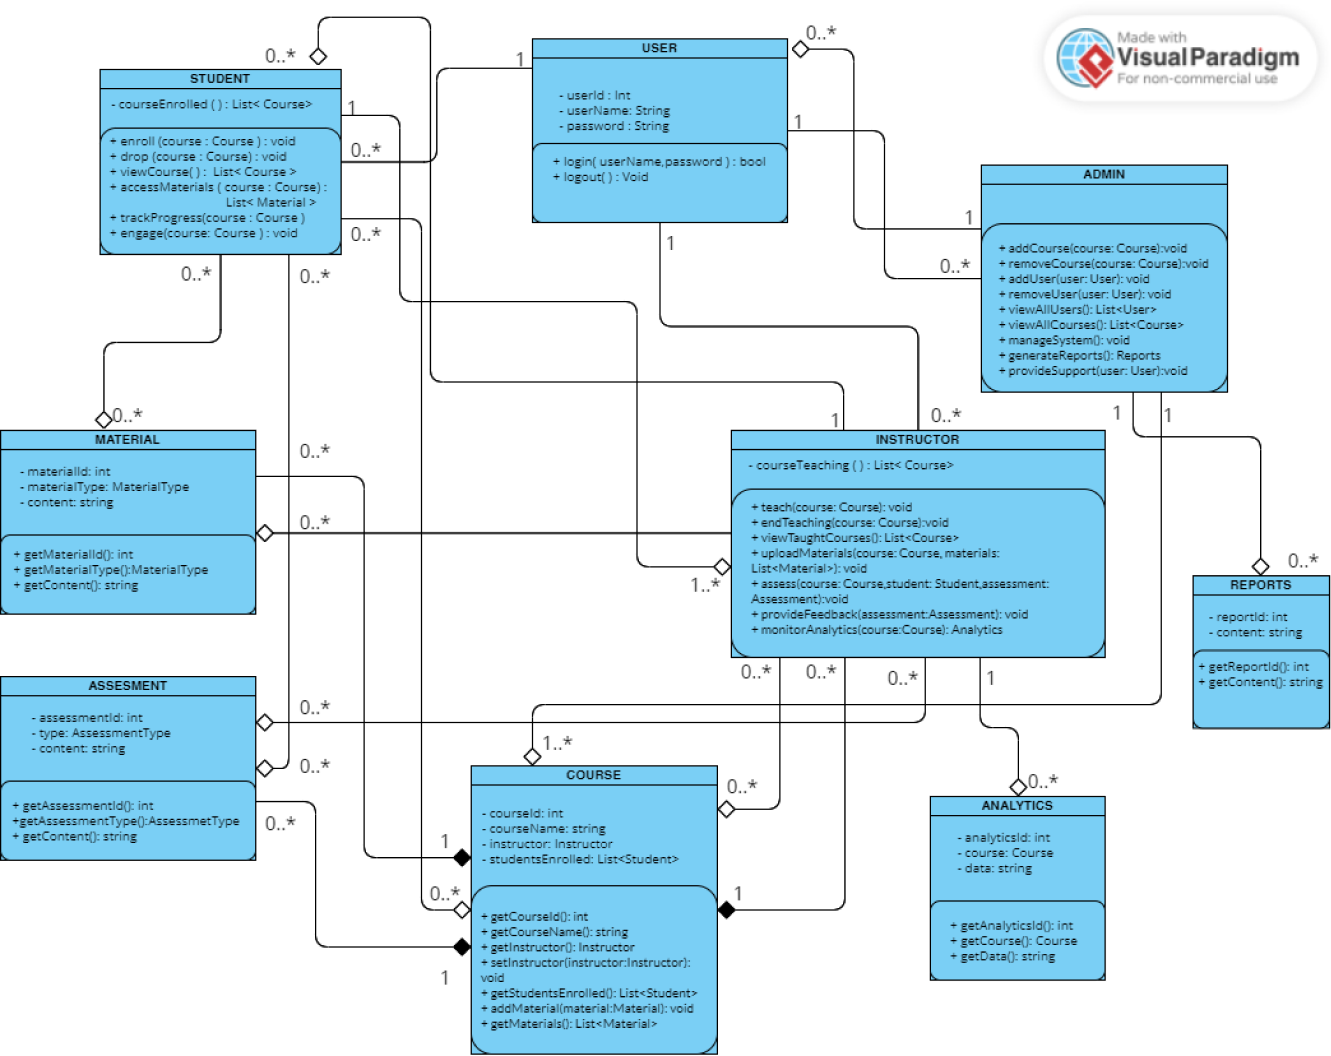 Made with
Visual Paradigm
For non-commercial use
0..*
STUDENT
- courseEnrolled ( ) : List< Course>
+ enroll (course : Course ) : void
+ drop (course : Course) : void
+ viewCourse( ) : List< Course >
+ accessMaterials ( course : Course) :
List< Material >
+ trackProgress(course : Course )
+ engage(course: Course ) : void
1
0..*
0..*
0..*
0..*
1
USER
- userId : Int
- userName: String
- password : String
+ login( userName,password ) : bool
+ logout( ) : Void
0..*
1
1
1
0..*
ADMIN
+ addCourse(course: Course):void
+ removeCourse(course: Course):void
+ addUser(user: User): void
+ removeUser(user: User): void
+ viewAllUsers(): List<User>
+ viewAllCourses(): List<Course>
+ manageSystem(): void
+ generateReports(): Reports
+ provideSupport(user: User):void
1
1
0..*
MATERIAL
- materialId: int
- materialType: MaterialType
- content: string
+ getMaterialId(): int
+ getMaterialType():MaterialType
+ getContent(): string
0..*
0..*
1
0..*
INSTRUCTOR
- courseTeaching ( ) : List< Course>
+ teach(course: Course): void
+ endTeaching(course: Course):void
+ viewTaughtCourses(): List<Course>
+ uploadMaterials(course: Course, materials:
List<Material>): void
+ assess(course: Course,student: Student,assessment:
Assessment):void
+ provideFeedback(assessment:Assessment): void
+ monitorAnalytics(course:Course): Analytics
1..*
0..*
0..*
0..*
1
0..*
REPORTS
- reportId: int
- content: string
+ getReportId(): int
+ getContent(): string
ASSESMENT
- assessmentId: int
- type: AssessmentType
- content: string
+ getAssessmentId(): int
+getAssessmentType():AssessmetType
+ getContent(): string
0..*
0..*
0..*
1..*
COURSE
- courseId: int
- courseName: string
- instructor: Instructor
- studentsEnrolled: List<Student>
+ getCourseId(): int
+ getCourseName(): string
+ getInstructor(): Instructor
+ setInstructor(instructor:Instructor):
void
+ getStudentsEnrolled(): List<Student>
+ addMaterial(material:Material): void
+ getMaterials(): List<Material>
1
0..*
1
0..*
1
0..*
ANALYTICS
- analyticsId: int
- course: Course
- data: string
+ getAnalyticsId(): int
+ getCourse(): Course
+ getData(): string